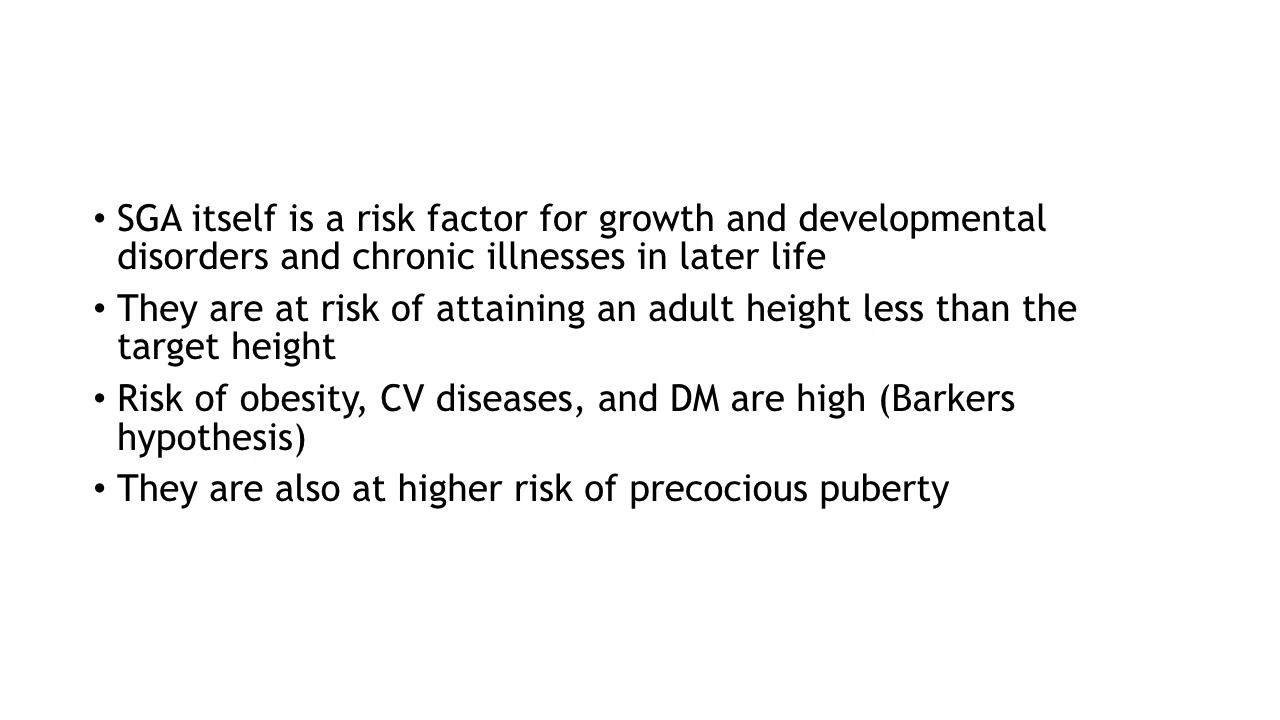 • SGA itself is a risk factor for growth and developmental
disorders and chronic illnesses in later life
• They are at risk of attaining an adult height less than the
target height
• Risk of obesity, CV diseases, and DM are high (Barkers
hypothesis)
• They are also at higher risk of precocious puberty